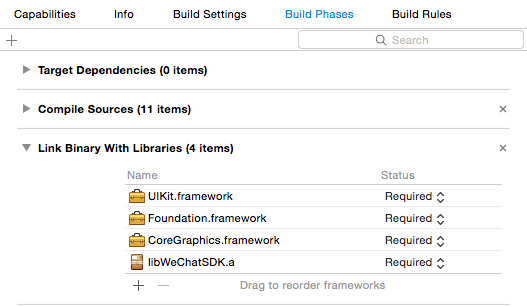 Capabilities Info Build Settings Build Phases Build Rules
Search
Target Dependencies (0 items)
Compile Sources (11 items)
Link Binary With Libraries (4 items)
Name Status
UIKit.framework Required
Foundation.framework Required
CoreGraphics.framework Required
libWeChatSDK.a Required
Drag to reorder frameworks